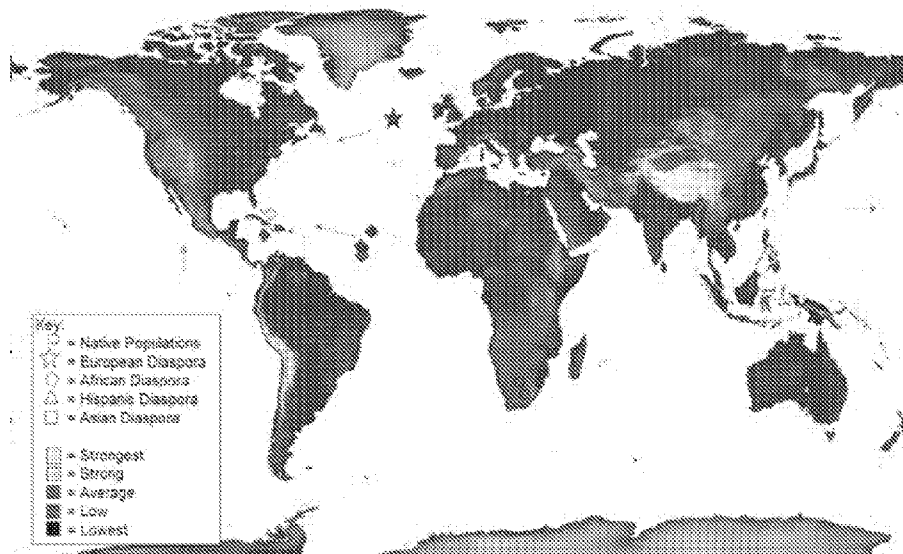 Key:
= Native Populations
= European Diaspora
= African Diaspora
= Hispanic Diaspora
= Asian Diaspora
= Strongest
= Strong
= Average
= Low
= Lowest